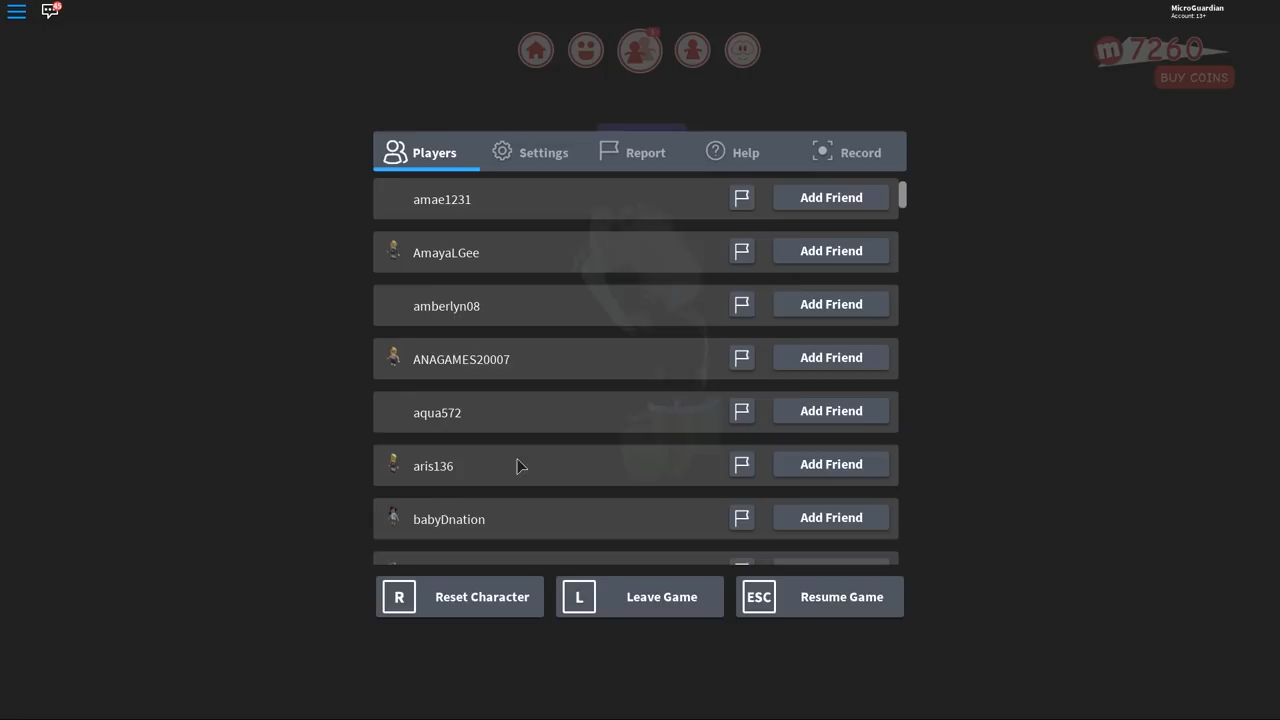 45
MicroGuardian
Account: 13+
m 7260
BUY COINS
Players Settings Report Help Record
amae1231 Add Friend
AmayaLGee Add Friend
amberlyn08 Add Friend
ANAGAMES20007 Add Friend
aqua572 Add Friend
aris136 Add Friend
babyDnation Add Friend
R Reset Character L Leave Game ESC Resume Game